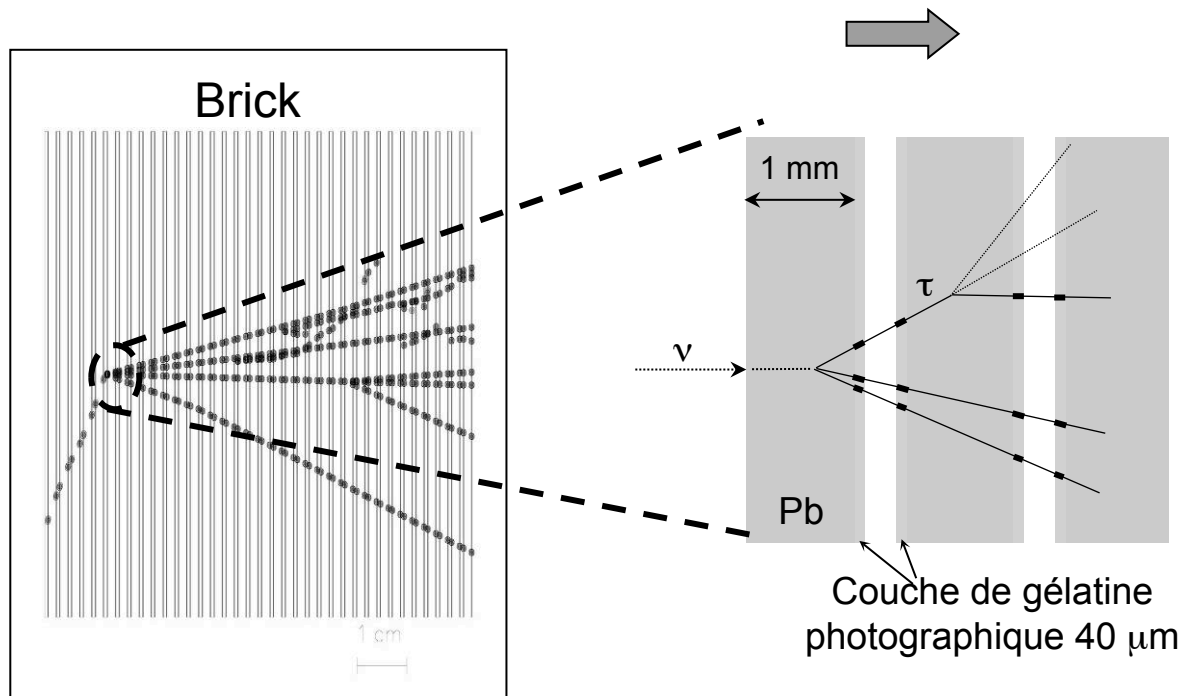 Brick
1 cm
1 mm
τ
ν
Pb
Couche de gélatine
photographique 40 μm